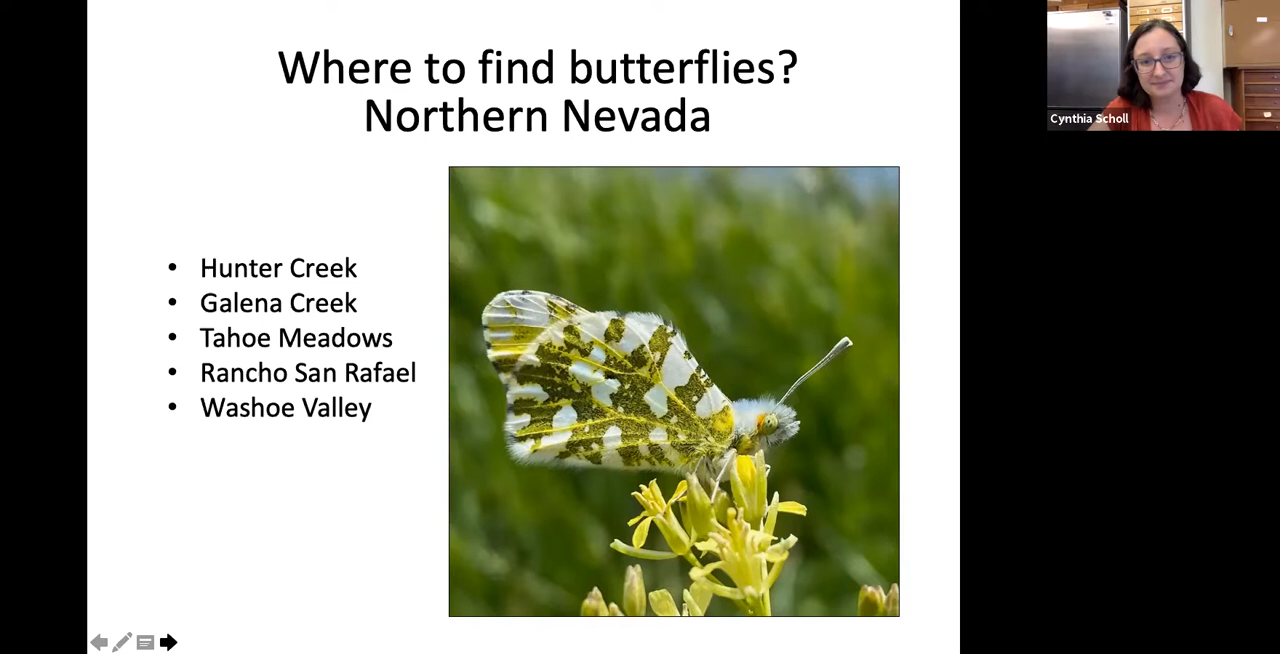 Where to find butterflies?
Northern Nevada
• Hunter Creek
• Galena Creek
• Tahoe Meadows
• Rancho San Rafael
• Washoe Valley
Cynthia Scholl